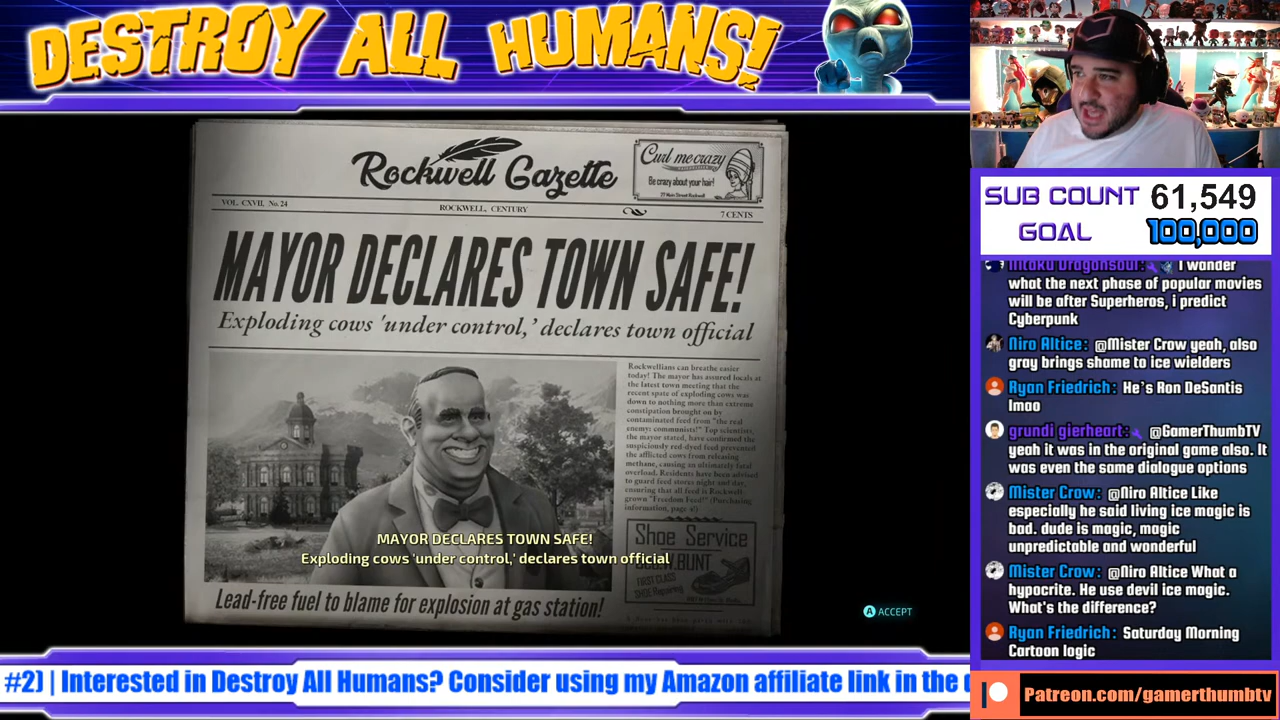 DESTROY ALL HUMANS!
Rockwell Gazette
Curl me crazy
Be crazy about your hair!
VOL. CXVII, No. 24
ROCKWELL, CENTURY
7 CENTS
MAYOR DECLARES TOWN SAFE!
Exploding cows 'under control,' declares town official
Rockwellians can breathe easier
today! The mayor has assured locals at
the latest town meeting that the
recent spate of exploding cows was
down to nothing more than extreme
constipation brought on by
contaminated feed from "the real
enemy: communists!" Top scientists,
the mayor stated, have confirmed the
suspiciously red-dyed feed prevented
the afflicted cows from releasing
methane, causing an ultimately fatal
overload. Residents have been advised
to guard feed stores night and day,
ensuring that all feed is Rockwell-
grown "Freedom Feed!" (Purchasing
information, page 4!)
MAYOR DECLARES TOWN SAFE!
Exploding cows 'under control,' declares town official
Shoe Service
W.BUNT
FIRST CLASS
Lead-free fuel to blame for explosion at gas station!
A ACCEPT
#2) | Interested in Destroy All Humans? Consider using my Amazon affiliate link in the
SUB COUNT 61,549
GOAL 100,000
I wander
what the next phase of popular movies
will be after Superheros, i predict
Cyberpunk
Niro Altice: @Mister Crow yeah, also
gray brings shame to ice wielders
Ryan Friedrich: He's Ron DeSantis
lmao
grundi gierheart: @GamerThumbTV
yeah it was in the original game also. It
was even the same dialogue options
Mister Crow: @Niro Altice Like
especially he said living ice magic is
bad. dude is magic, magic
unpredictable and wonderful
Mister Crow: @Niro Altice What a
hypocrite. He use devil ice magic.
What's the difference?
Ryan Friedrich: Saturday Morning
Cartoon logic
Patreon.com/gamerthumbtv